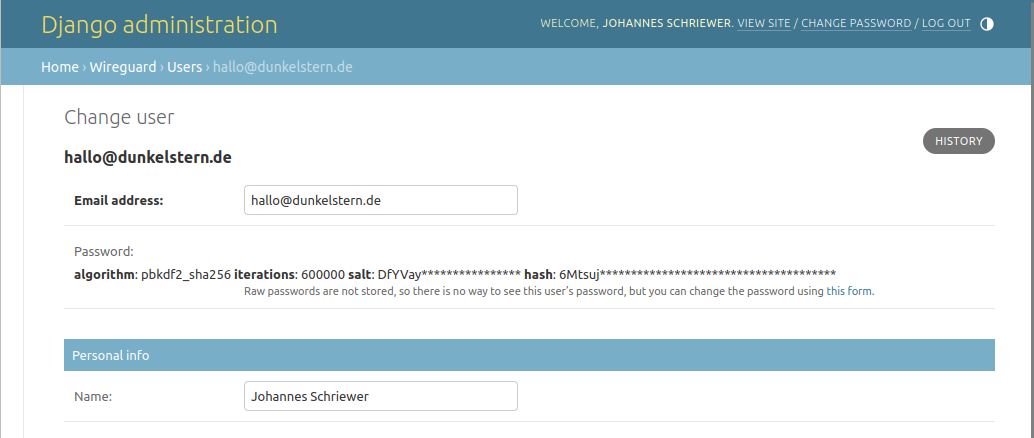 Django administration
WELCOME, JOHANNES SCHRIEWER. VIEW SITE / CHANGE PASSWORD / LOG OUT
Home › Wireguard › Users › hallo@dunkelstern.de
Change user
HISTORY
hallo@dunkelstern.de
Email address: hallo@dunkelstern.de
Password:
algorithm: pbkdf2_sha256 iterations: 600000 salt: DfYVay**************** hash: 6Mtsuj**************************************
Raw passwords are not stored, so there is no way to see this user’s password, but you can change the password using this form.
Personal info
Name: Johannes Schriewer